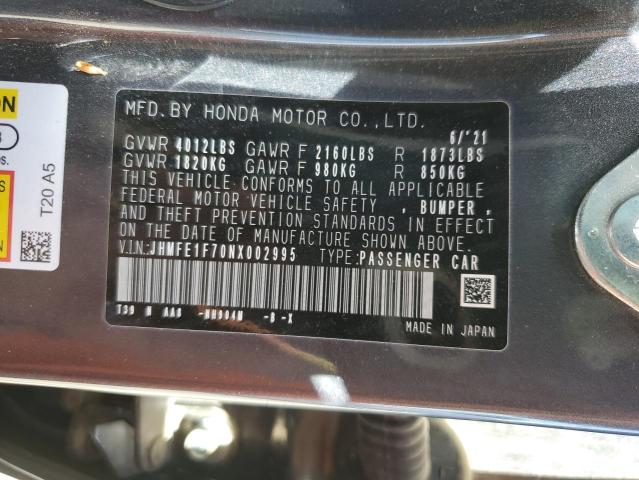 MFD.BY HONDA MOTOR CO.,LTD.
6/'21
GVWR 4012LBS GAWR F 2160LBS R 1873LBS
GVWR 1820KG GAWR F 980KG R 850KG
THIS VEHICLE CONFORMS TO ALL APPLICABLE
FEDERAL MOTOR VEHICLE SAFETY , BUMPER ,
AND THEFT PREVENTION STANDARDS IN EFFECT
ON THE DATE OF MANUFACTURE SHOWN ABOVE.
V.I.N: JHMFE1F70NX002995 TYPE:PASSENGER CAR
MADE IN JAPAN
T20 A5